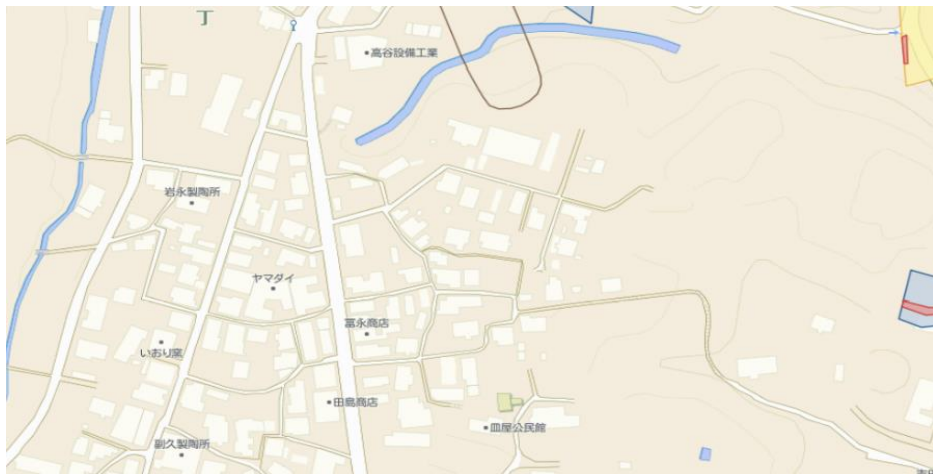 丁
高谷設備工業
岩永製陶所
ヤマダイ
冨永商店
いおり窯
田島商店
皿屋公民館
副久製陶所